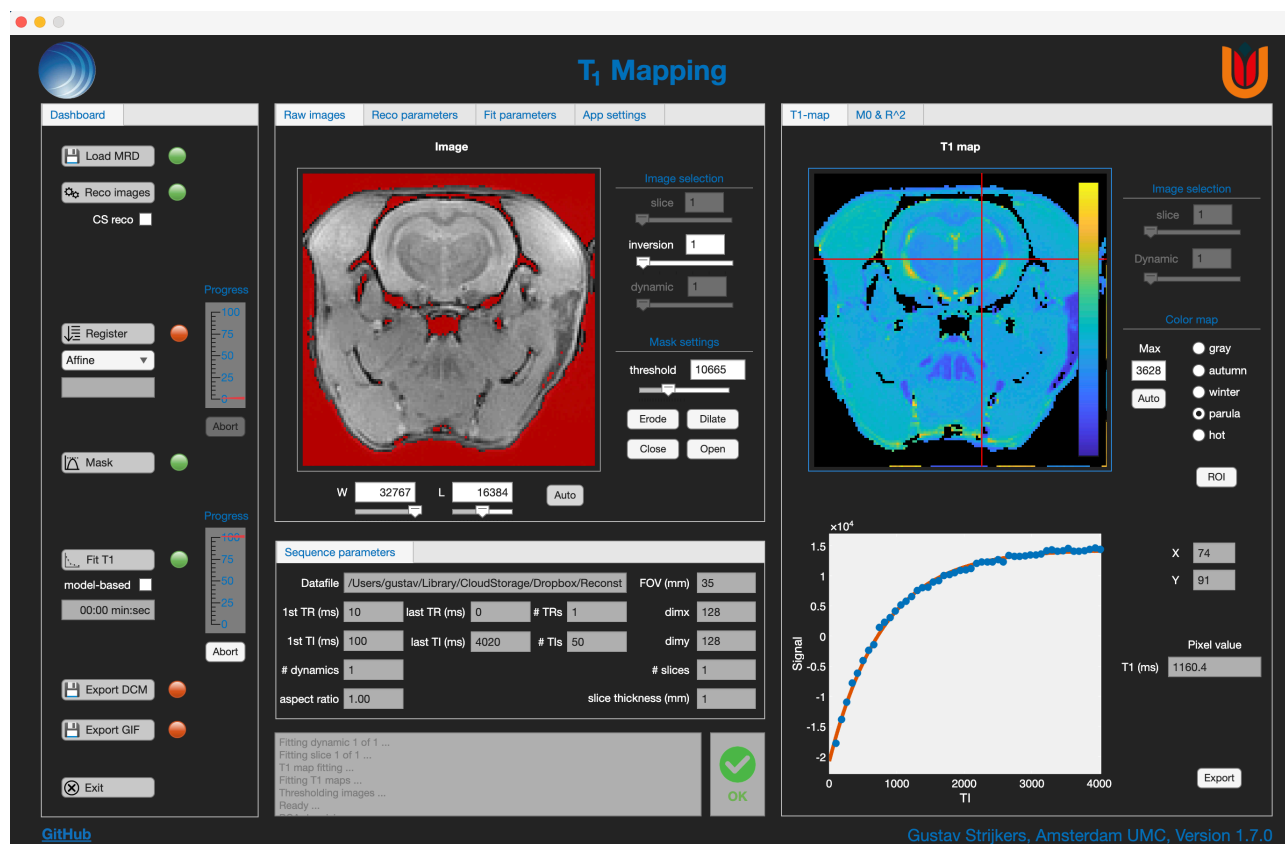 T1 Mapping
Dashboard
Load MRD
Reco images
CS reco
Progress
100
75
50
25
0
Register
Affine
Abort
Mask
Progress
100
75
50
25
0
Fit T1
model-based
00:00 min:sec
Abort
Export DCM
Export GIF
Exit
GitHub
Raw images Reco parameters Fit parameters App settings
Image
Image selection
slice 1
inversion 1
dynamic 1
Mask settings
threshold 10665
Erode Dilate
Close Open
W 32767 L 16384 Auto
Sequence parameters
Datafile /Users/gustav/Library/CloudStorage/Dropbox/Reconst FOV (mm) 35
1st TR (ms) 10 last TR (ms) 0 # TRs 1 dimx 128
1st TI (ms) 100 last TI (ms) 4020 # TIs 50 dimy 128
# dynamics 1 # slices 1
aspect ratio 1.00 slice thickness (mm) 1
Fitting dynamic 1 of 1 ...
Fitting slice 1 of 1 ...
T1 map fitting ...
Fitting T1 maps ...
Thresholding images ...
Ready ...
OK
T1-map M0 & R^2
T1 map
Image selection
slice 1
Dynamic 1
Color map
Max
3628
Auto
gray
autumn
winter
parula
hot
ROI
×10^4
1.5
1
0.5
0
-0.5
-1
-1.5
-2
Signal
0 1000 2000 3000 4000
TI
X 74
Y 91
Pixel value
T1 (ms) 1160.4
Export
Gustav Strijkers, Amsterdam UMC, Version 1.7.0